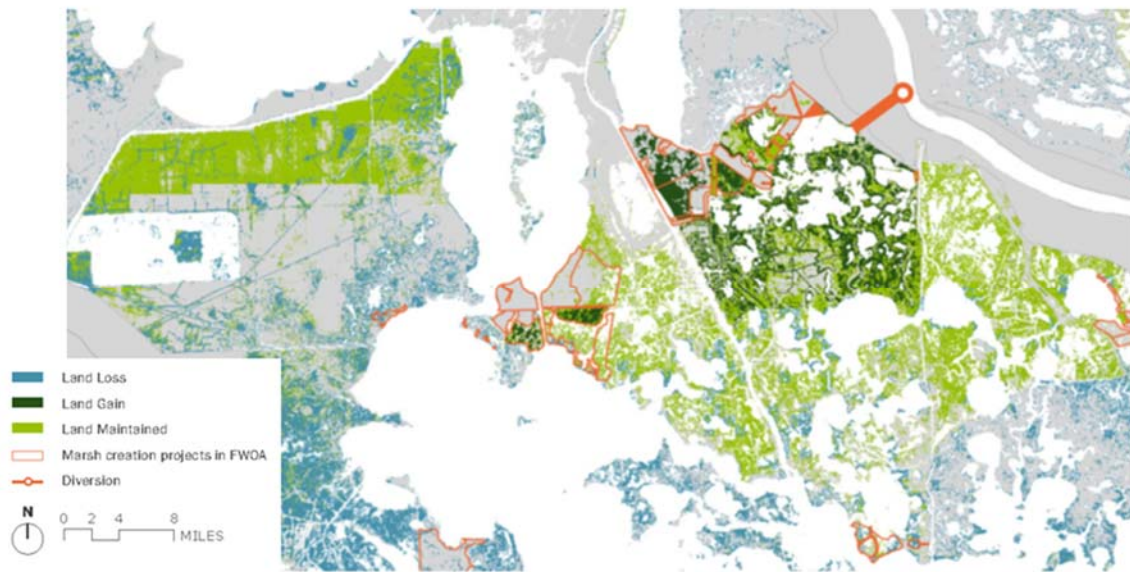 Land Loss
Land Gain
Land Maintained
Marsh creation projects in FWOA
Diversion
N
0 2 4 8
MILES